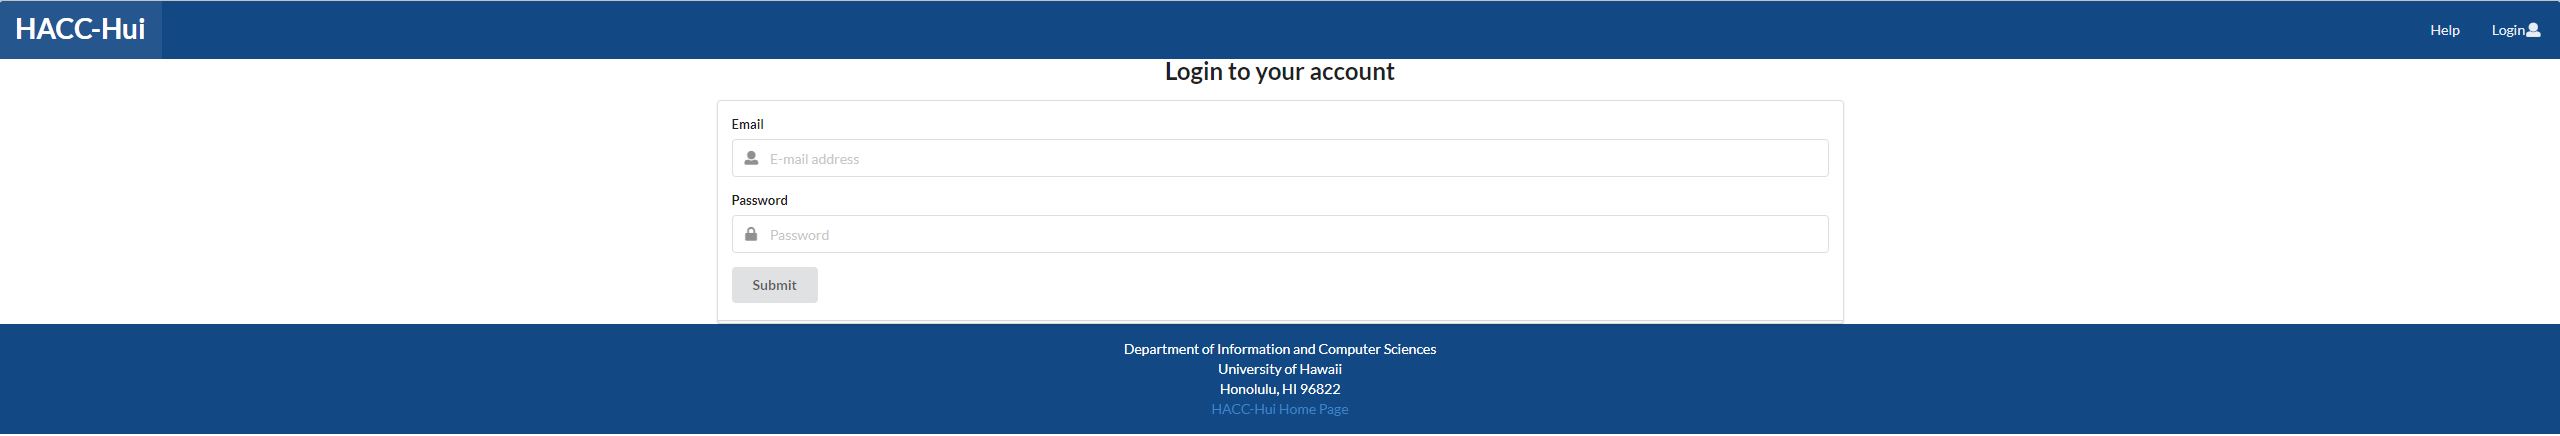 HACC-Hui
Help
Login
Login to your account
Email
E-mail address
Password
Password
Submit
Department of Information and Computer Sciences
University of Hawaii
Honolulu, HI 96822
HACC-Hui Home Page